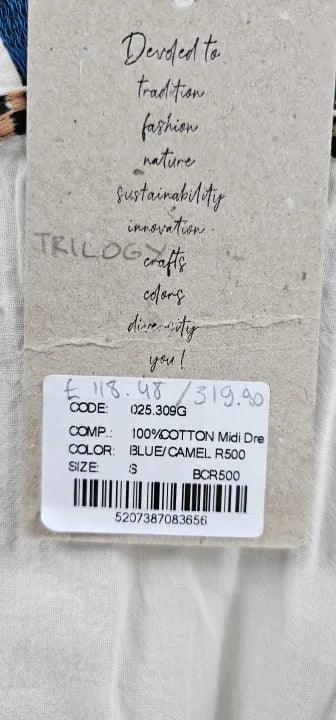 Devoted to
tradition
fashion
nature
sustainability
innovation
TRILOGY
crafts
colors
diversity
you!
£ 118.48 / 319.90
CODE: 025.309G
COMP.: 100%COTTON Midi Dre
COLOR: BLUE/CAMEL R500
SIZE: S BCR500
5207387083656